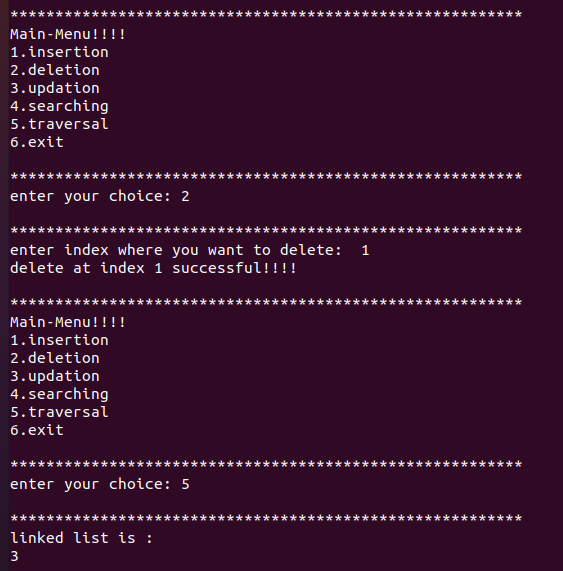 *********************************************************
Main-Menu!!!!
1.insertion
2.deletion
3.updation
4.searching
5.traversal
6.exit
*********************************************************
enter your choice: 2
*********************************************************
enter index where you want to delete:  1
delete at index 1 successful!!!!
*********************************************************
Main-Menu!!!!
1.insertion
2.deletion
3.updation
4.searching
5.traversal
6.exit
*********************************************************
enter your choice: 5
*********************************************************
linked list is :
3